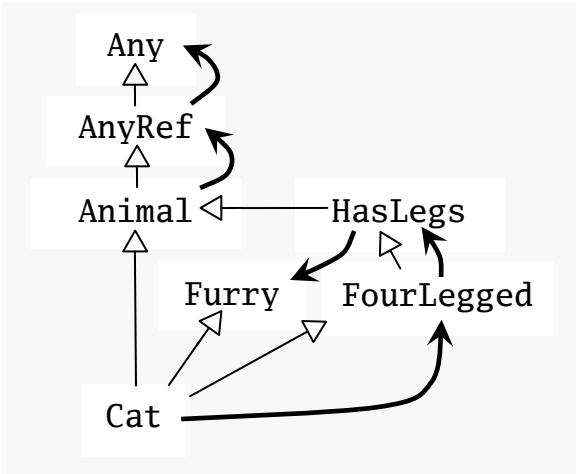 Any
AnyRef
Animal
HasLegs
Furry
FourLegged
Cat